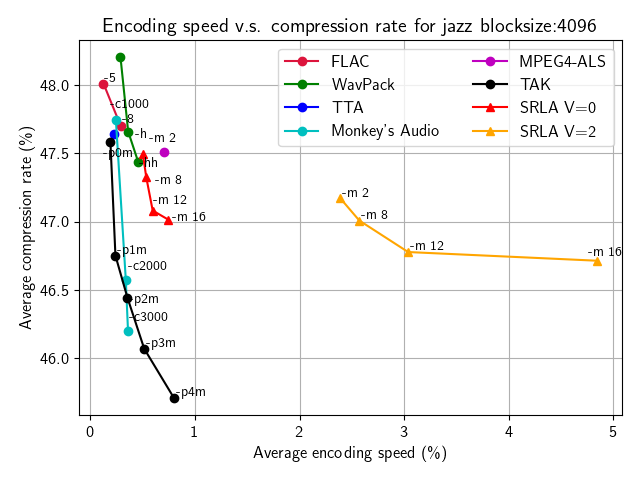 Encoding speed v.s. compression rate for jazz blocksize:4096
Average compression rate (%)
48.0
47.5
47.0
46.5
46.0
FLAC
WavPack
TTA
Monkey's Audio
MPEG4-ALS
TAK
SRLA V=0
SRLA V=2
-5
-c1000
-8
-h
-m 2
-p0m
-hh
-m 8
-m 12
-m 16
-p1m
-c2000
-p2m
-c3000
-p3m
-p4m
-m 2
-m 8
-m 12
-m 16
0 1 2 3 4 5
Average encoding speed (%)